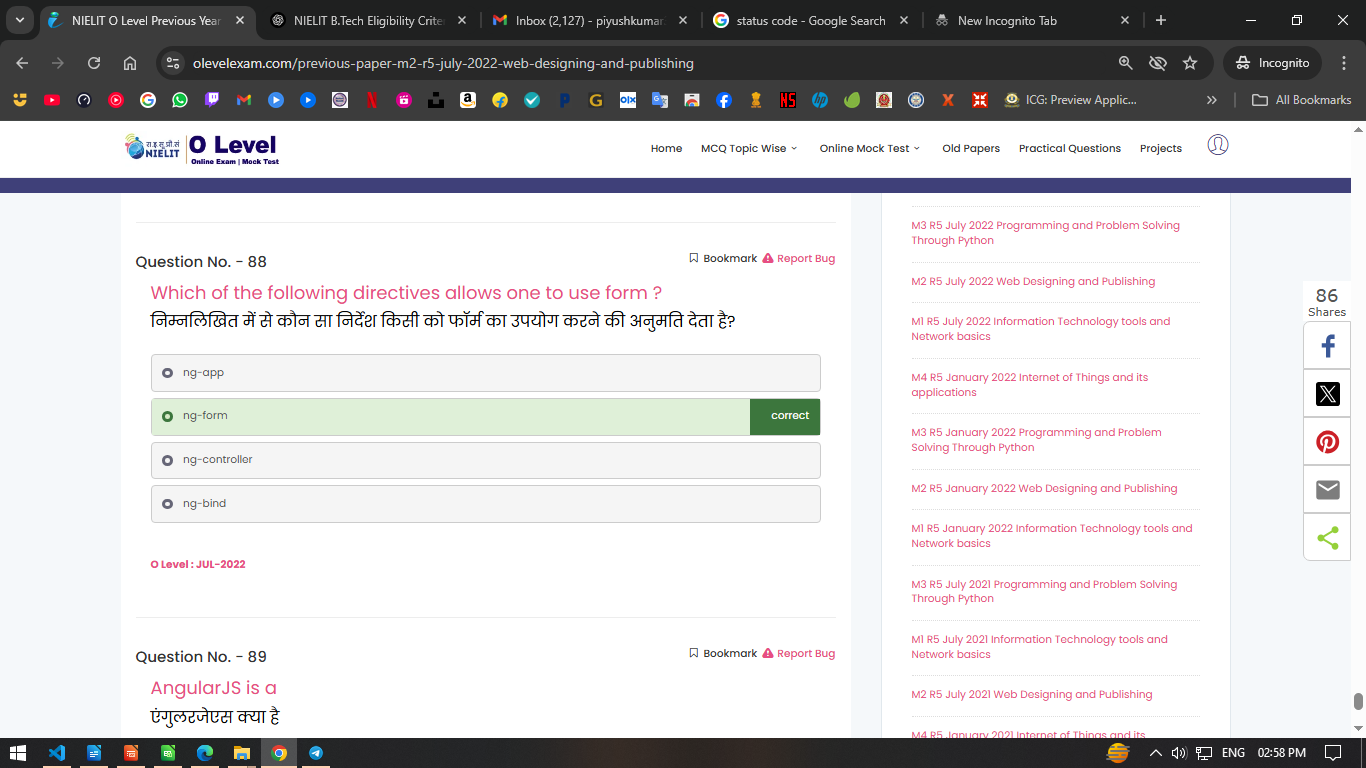 NIELIT O Level Previous Year
NIELIT B.Tech Eligibility Crite
Inbox (2,127) - piyushkumar
status code - Google Search
New Incognito Tab
olevelexam.com/previous-paper-m2-r5-july-2022-web-designing-and-publishing
Incognito
ICG: Preview Applic...
All Bookmarks
रा.इ.सू.प्रौ.सं
NIELIT
O Level
Online Exam | Mock Test
Home
MCQ Topic Wise
Online Mock Test
Old Papers
Practical Questions
Projects
Question No. - 88
Bookmark
Report Bug
Which of the following directives allows one to use form ?
निम्नलिखित में से कौन सा निर्देश किसी को फॉर्म का उपयोग करने की अनुमति देता है?
ng-app
ng-form
correct
ng-controller
ng-bind
O Level : JUL-2022
Question No. - 89
Bookmark
Report Bug
AngularJS is a
एंगुलरजेएस क्या है
M3 R5 July 2022 Programming and Problem Solving
Through Python
M2 R5 July 2022 Web Designing and Publishing
M1 R5 July 2022 Information Technology tools and
Network basics
M4 R5 January 2022 Internet of Things and its
applications
M3 R5 January 2022 Programming and Problem
Solving Through Python
M2 R5 January 2022 Web Designing and Publishing
M1 R5 January 2022 Information Technology tools and
Network basics
M3 R5 July 2021 Programming and Problem Solving
Through Python
M1 R5 July 2021 Information Technology tools and
Network basics
M2 R5 July 2021 Web Designing and Publishing
M4 R5 January 2021 Internet of Things and its
86
Shares
ENG
02:58 PM